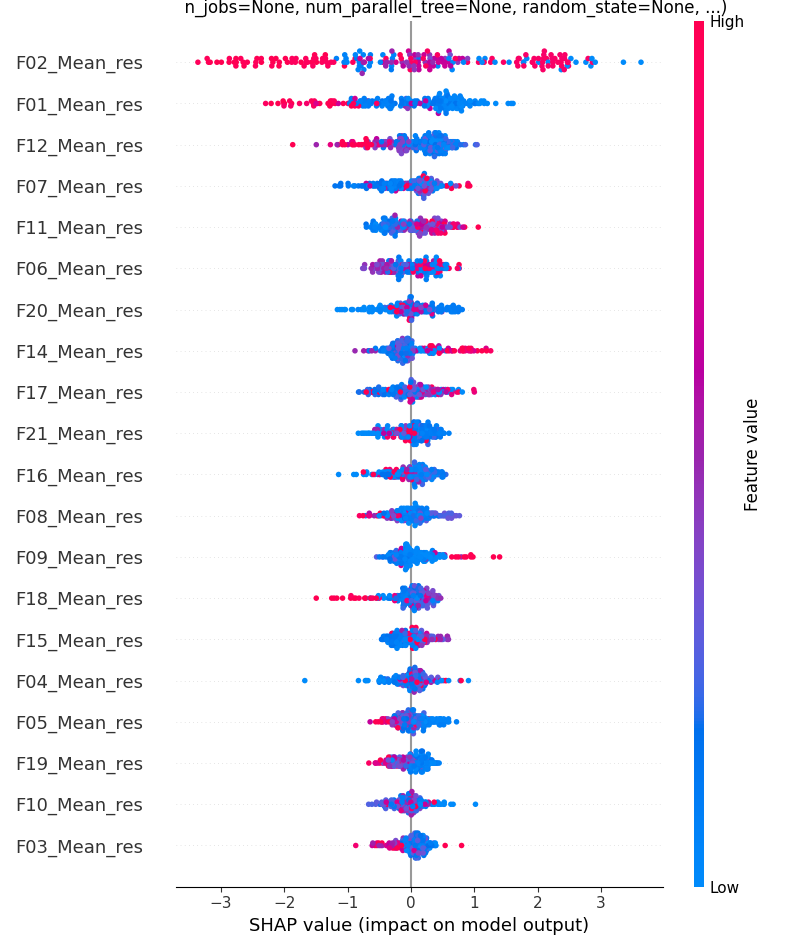 n_jobs=None, num_parallel_tree=None, random_state=None, ...)
High
F02_Mean_res
F01_Mean_res
F12_Mean_res
F07_Mean_res
F11_Mean_res
F06_Mean_res
F20_Mean_res
F14_Mean_res
F17_Mean_res
F21_Mean_res
F16_Mean_res
F08_Mean_res
F09_Mean_res
F18_Mean_res
F15_Mean_res
F04_Mean_res
F05_Mean_res
F19_Mean_res
F10_Mean_res
F03_Mean_res
Feature value
Low
−3 −2 −1 0 1 2 3
SHAP value (impact on model output)